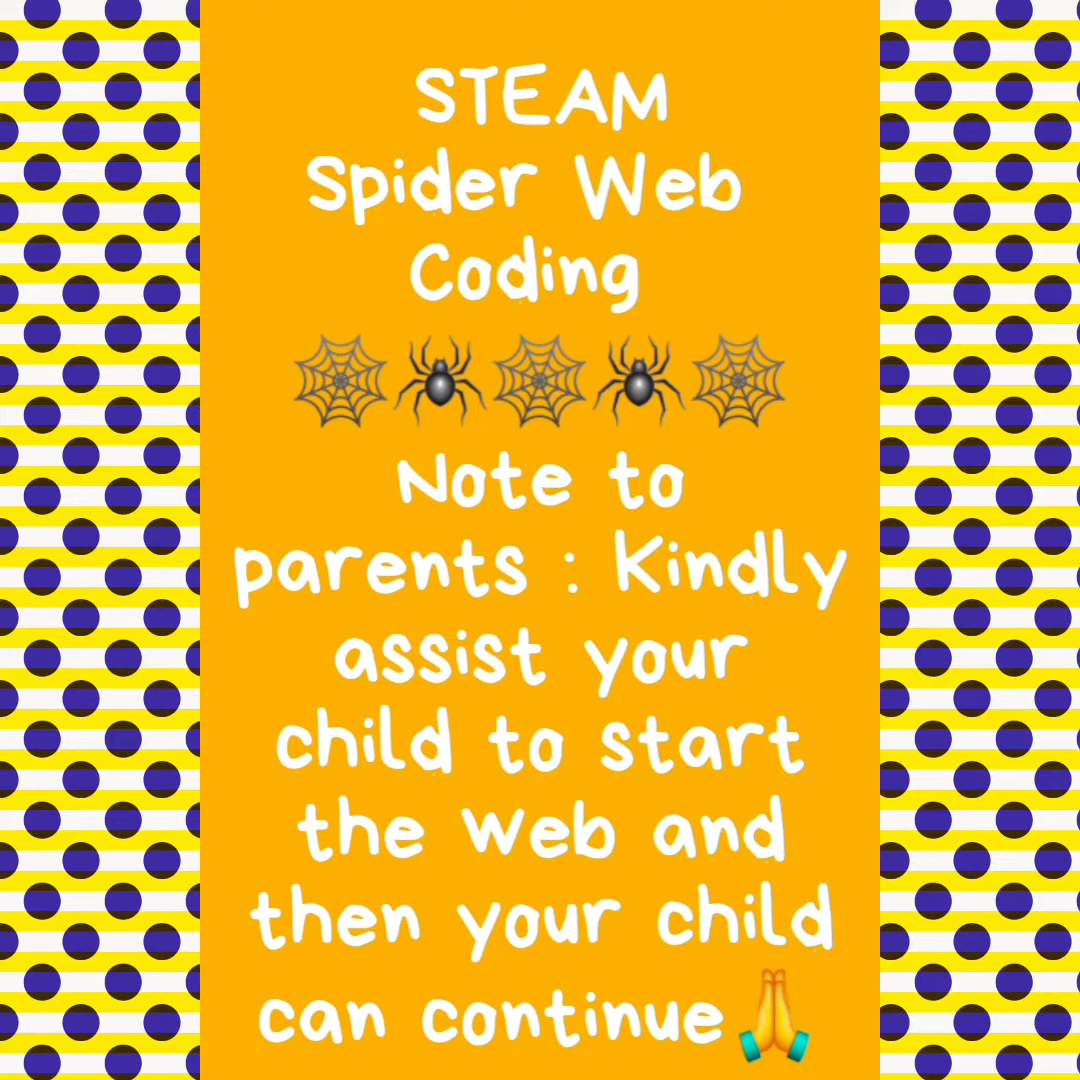 STEAM
Spider Web
Coding
🕸🕷🕸🕷🕸
Note to
parents : Kindly
assist your
child to start
the web and
then your child
can continue🙏